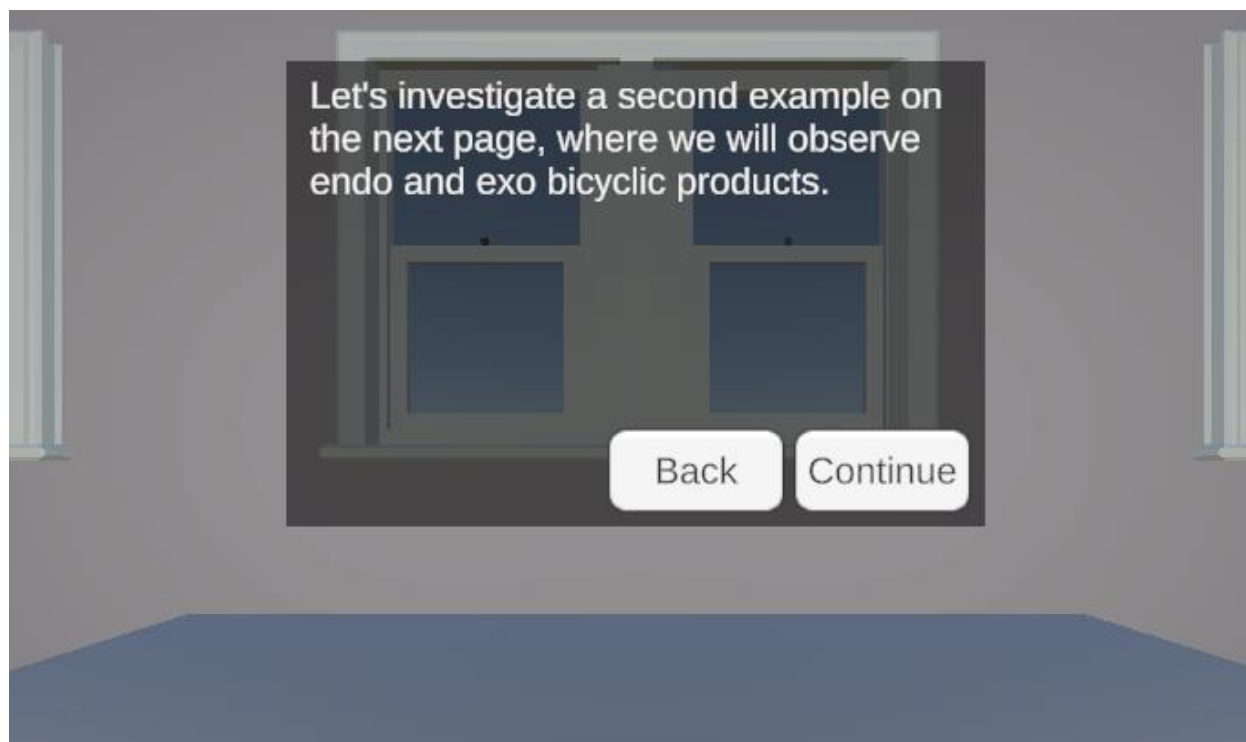 Let's investigate a second example on
the next page, where we will observe
endo and exo bicyclic products.
Back
Continue